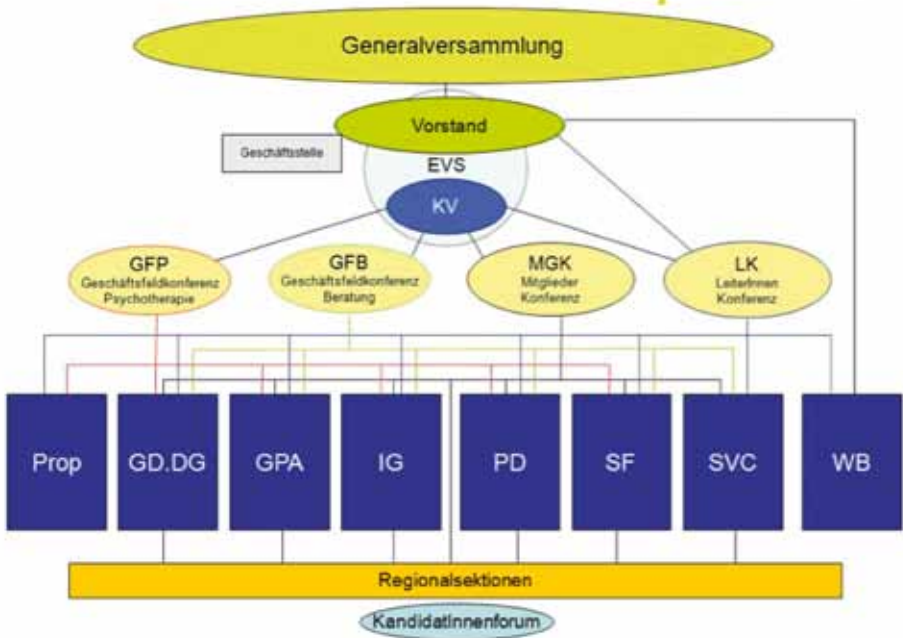 Generalversammlung
Vorstand
Geschäftsstelle
EVS
KV
GFP
Geschäftsfeldkonferenz
Psychotherapie
GFB
Geschäftsfeldkonferenz
Beratung
MGK
Mitglieder
Konferenz
LK
LeiterInnen
Konferenz
Prop
GD.DG
GPA
IG
PD
SF
SVC
WB
Regionalsektionen
KandidatInnenforum